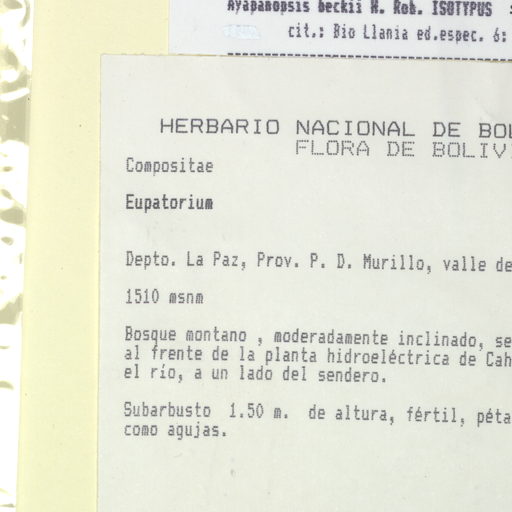 Ayapanopsis beckii H. Rob. ISOTYPUS :
cit.: Bio Llania ed.espec. 6:
HERBARIO NACIONAL DE BOL
FLORA DE BOLIVI
Compositae
Eupatorium
Depto. La Paz, Prov. P. D. Murillo, valle de
1510 msnm
Bosque montano , moderadamente inclinado, se
al frente de la planta hidroeléctrica de Cah
el río, a un lado del sendero.
Subarbusto 1.50 m. de altura, fértil, péta
como agujas.